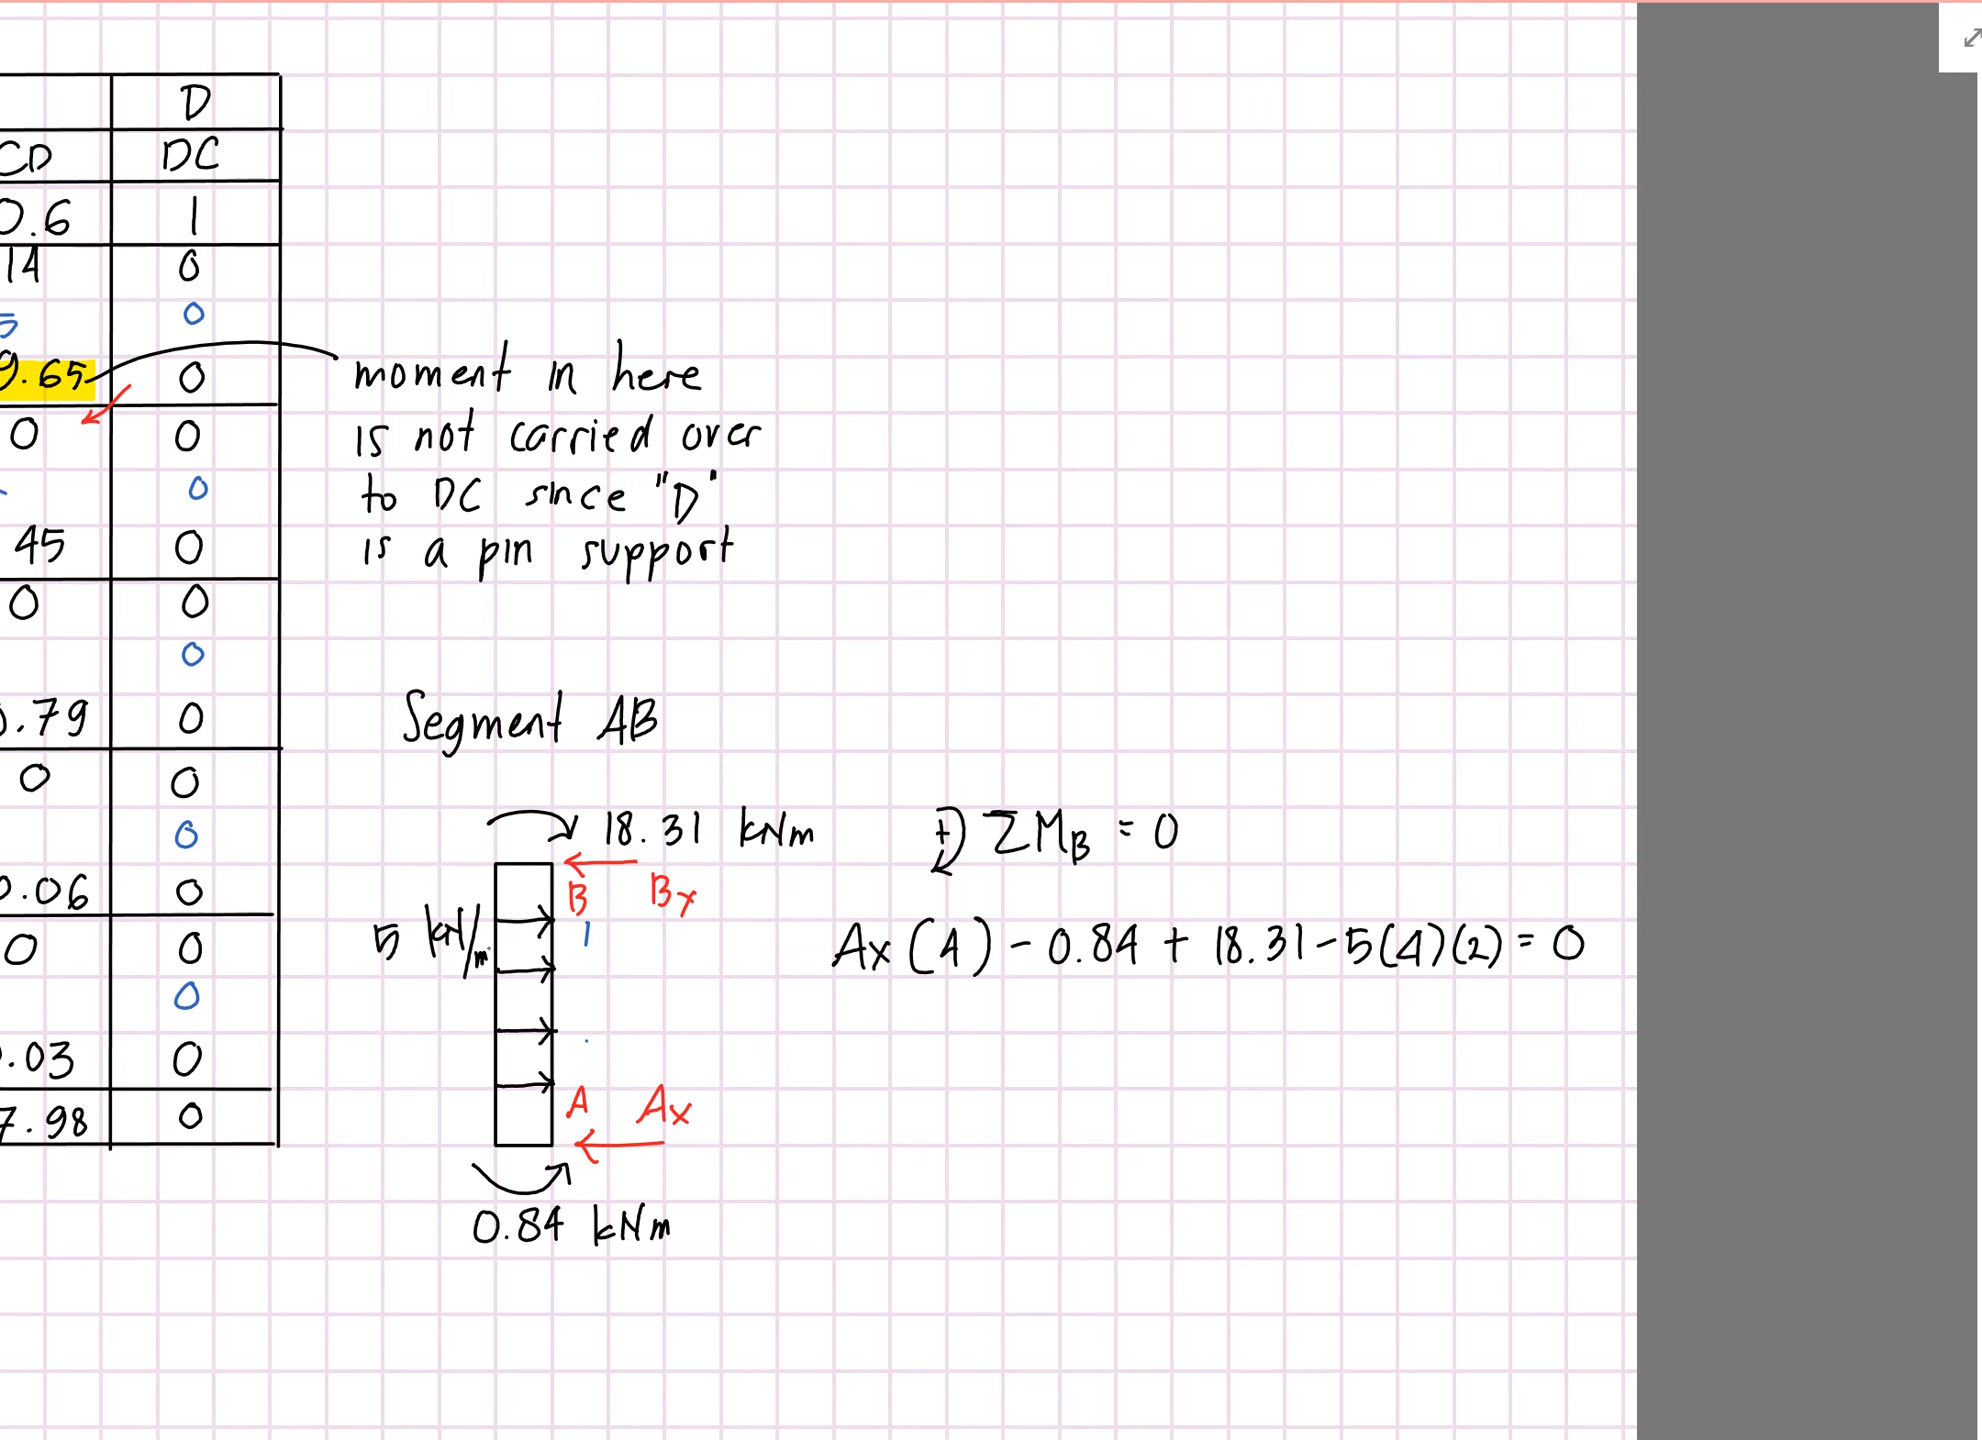 D
CD DC
0.6 1
14 0
5 0
9.65 0
0 0
0
45 0
0 0
0
.79 0
0 0
0
0.06 0
0 0
0
.03 0
7.98 0
moment in here
is not carried over
to DC since "D"
is a pin support
Segment AB
18.31 kNm
B Bx
5 kN/m
A Ax
0.84 kNm
+ ΣM_B = 0
Ax (4) - 0.84 + 18.31 - 5(4)(2) = 0